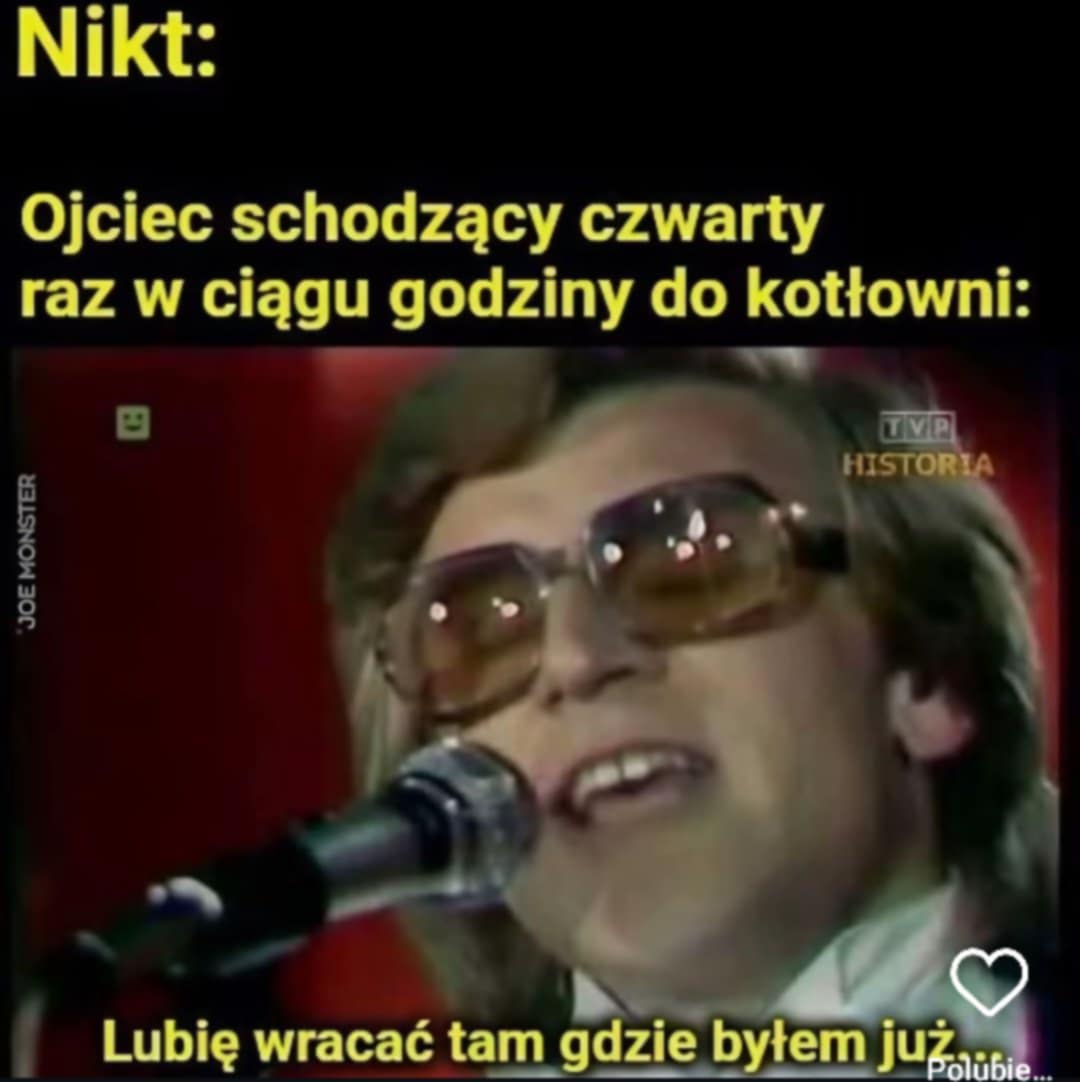 Nikt:
Ojciec schodzący czwarty
raz w ciągu godziny do kotłowni:
TVP
HISTORIA
JOE MONSTER
Lubię wracać tam gdzie byłem już...
Polubie...